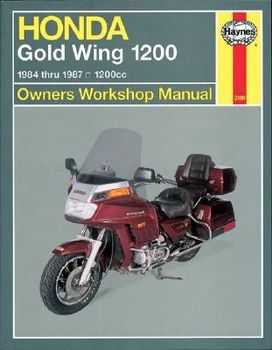 HONDA
Gold Wing 1200
1984 thru 1987 □ 1200cc
Owners Workshop Manual
Haynes